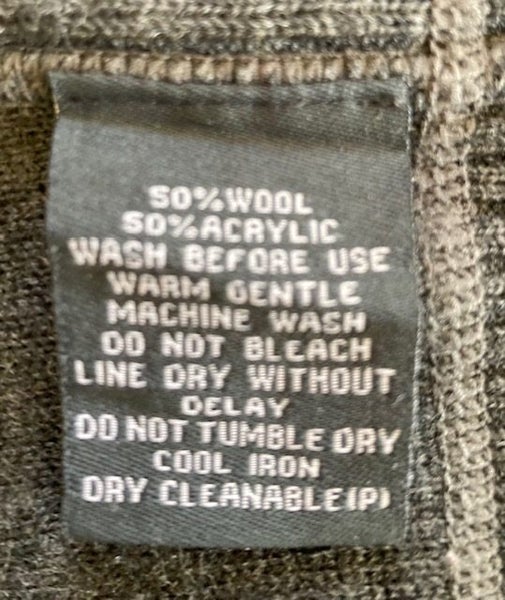 50%WOOL
50%ACRYLIC
WASH BEFORE USE
WARM GENTLE
MACHINE WASH
DO NOT BLEACH
LINE DRY WITHOUT
DELAY
DO NOT TUMBLE DRY
COOL IRON
DRY CLEANABLE(P)